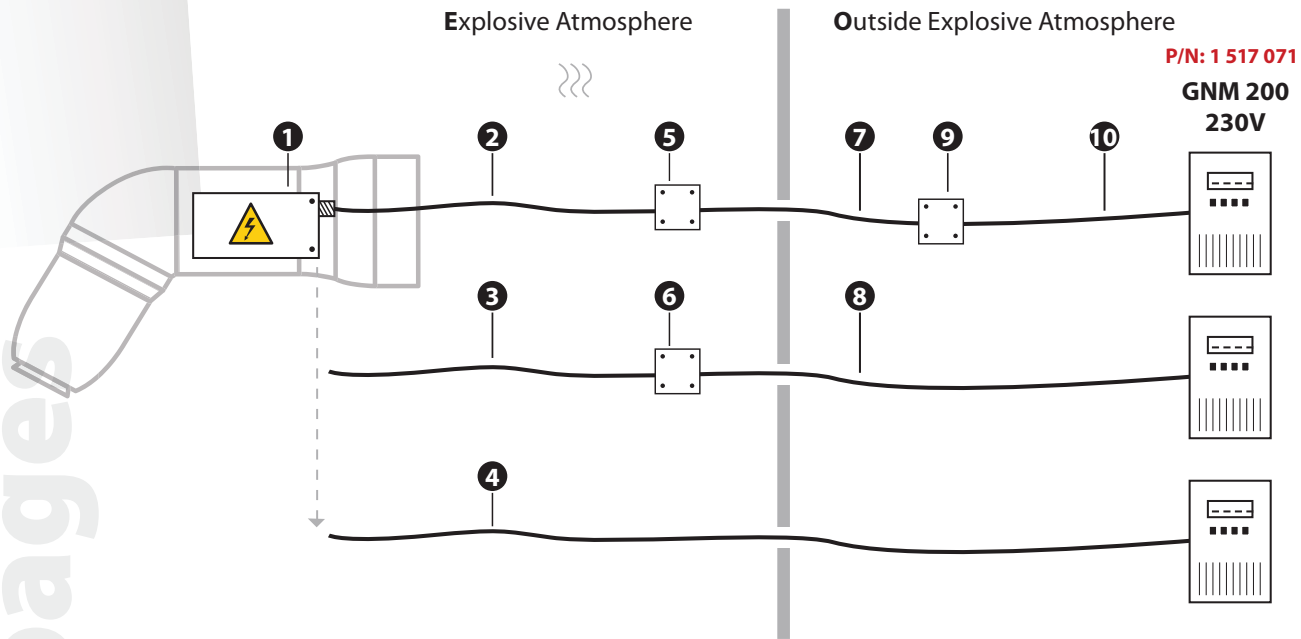 Explosive Atmosphere
Outside Explosive Atmosphere
P/N: 1 517 071
GNM 200
230V
1
2
5
7
9
10
3
6
8
4
pages